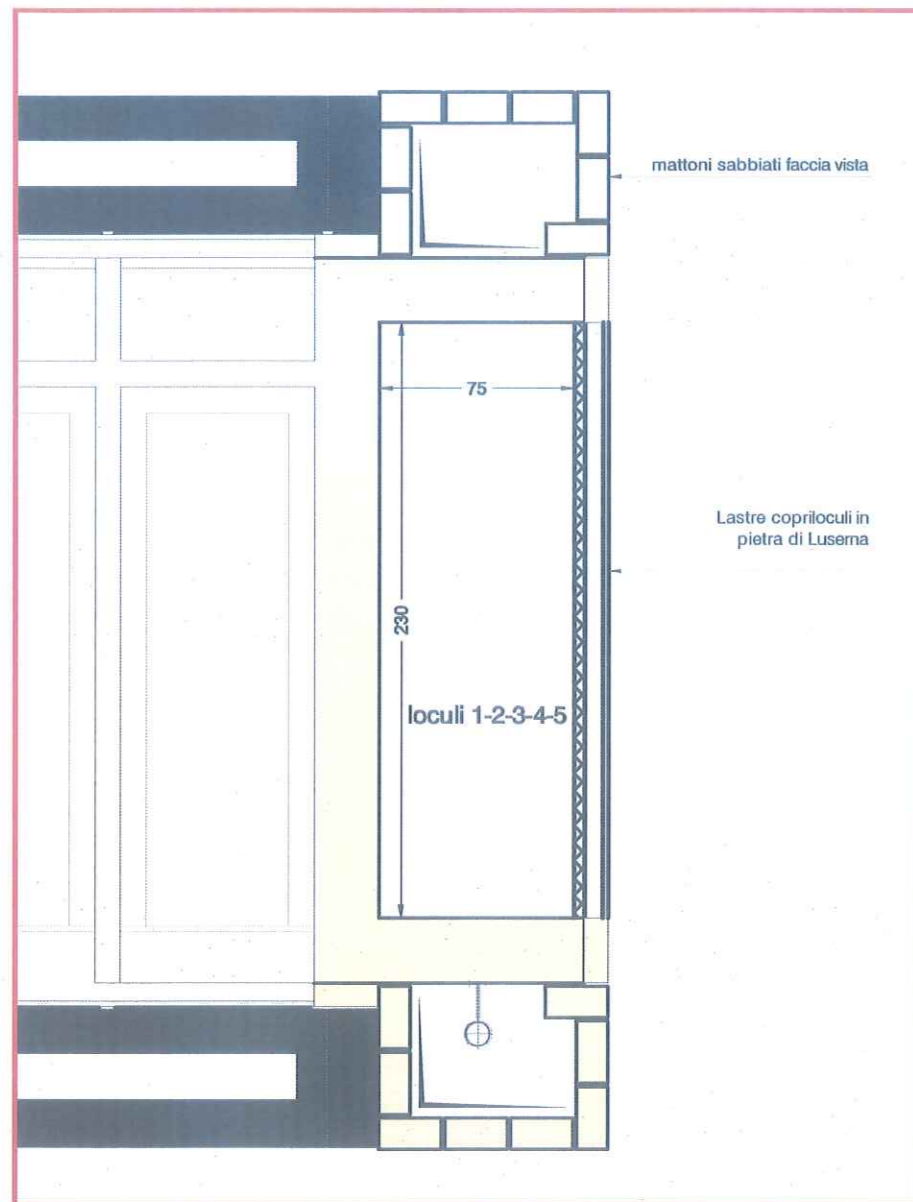 mattoni sabbiati faccia vista
75
Lastre copriloculi in
pietra di Luserna
230
loculi 1-2-3-4-5